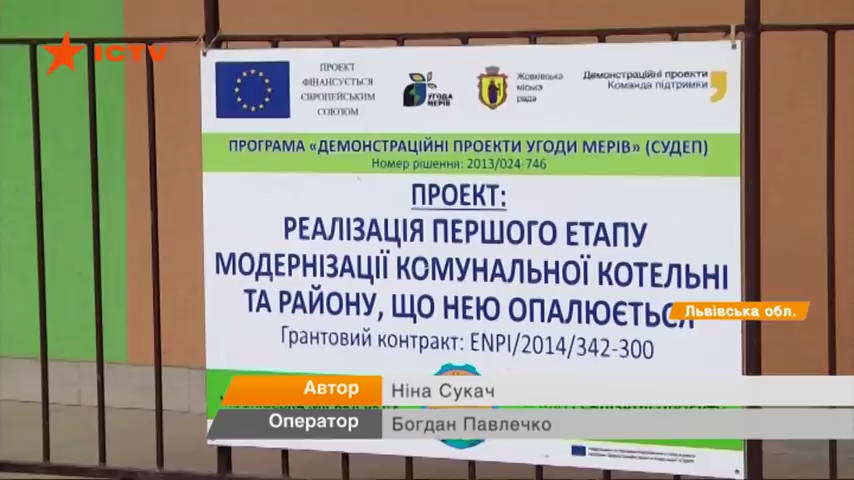 ICTV
ПРОЕКТ
ФІНАНСУЄТЬСЯ
ЄВРОПЕЙСЬКИМ
СОЮЗОМ
УГОДА
МЕРІВ
Жовківська
міська
рада
Демонстраційні проекти
Команда підтримки
ПРОГРАМА «ДЕМОНСТРАЦІЙНІ ПРОЕКТИ УГОДИ МЕРІВ» (СУДЕП)
Номер рішення: 2013/024-746
ПРОЕКТ:
РЕАЛІЗАЦІЯ ПЕРШОГО ЕТАПУ
МОДЕРНІЗАЦІЇ КОМУНАЛЬНОЇ КОТЕЛЬНІ
ТА РАЙОНУ, ЩО НЕЮ ОПАЛЮЄТЬСЯ
Львівська обл.
Грантовий контракт: ENPI/2014/342-300
Автор Ніна Сукач
Оператор Богдан Павлечко